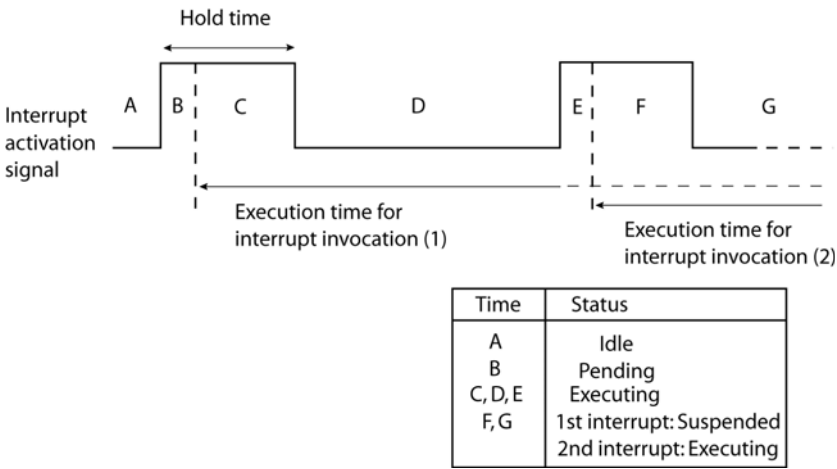 Hold time
A B C D E F G
Interrupt
activation
signal
Execution time for
interrupt invocation (1)
Execution time for
interrupt invocation (2)
Time Status
A Idle
B Pending
C, D, E Executing
F, G 1st interrupt: Suspended
2nd interrupt: Executing